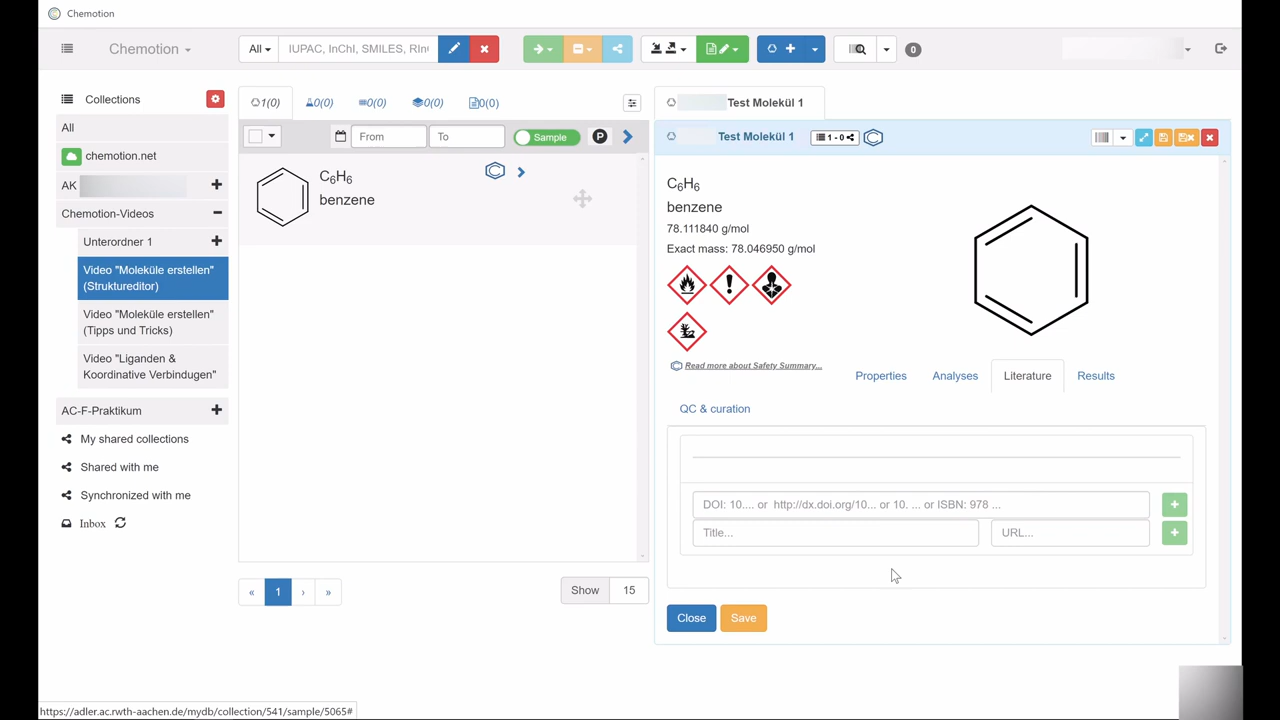 Chemotion
Chemotion
All
IUPAC, InChI, SMILES, RInC
0
Collections
All
chemotion.net
AK
Chemotion-Videos
Unterordner 1
Video "Moleküle erstellen"
(Struktureditor)
Video "Moleküle erstellen"
(Tipps und Tricks)
Video "Liganden &
Koordinative Verbindugen"
AC-F-Praktikum
My shared collections
Shared with me
Synchronized with me
Inbox
1(0)
0(0)
0(0)
0(0)
0(0)
From
To
Sample
P
C6H6
benzene
« 1 › »
Show 15
Test Molekül 1
Test Molekül 1
1 - 0
C6H6
benzene
78.111840 g/mol
Exact mass: 78.046950 g/mol
Read more about Safety Summary...
Properties
Analyses
Literature
Results
QC & curation
DOI: 10.... or http://dx.doi.org/10... or 10. ... or ISBN: 978 ...
Title...
URL...
Close
Save
https://adler.ac.rwth-aachen.de/mydb/collection/541/sample/5065#